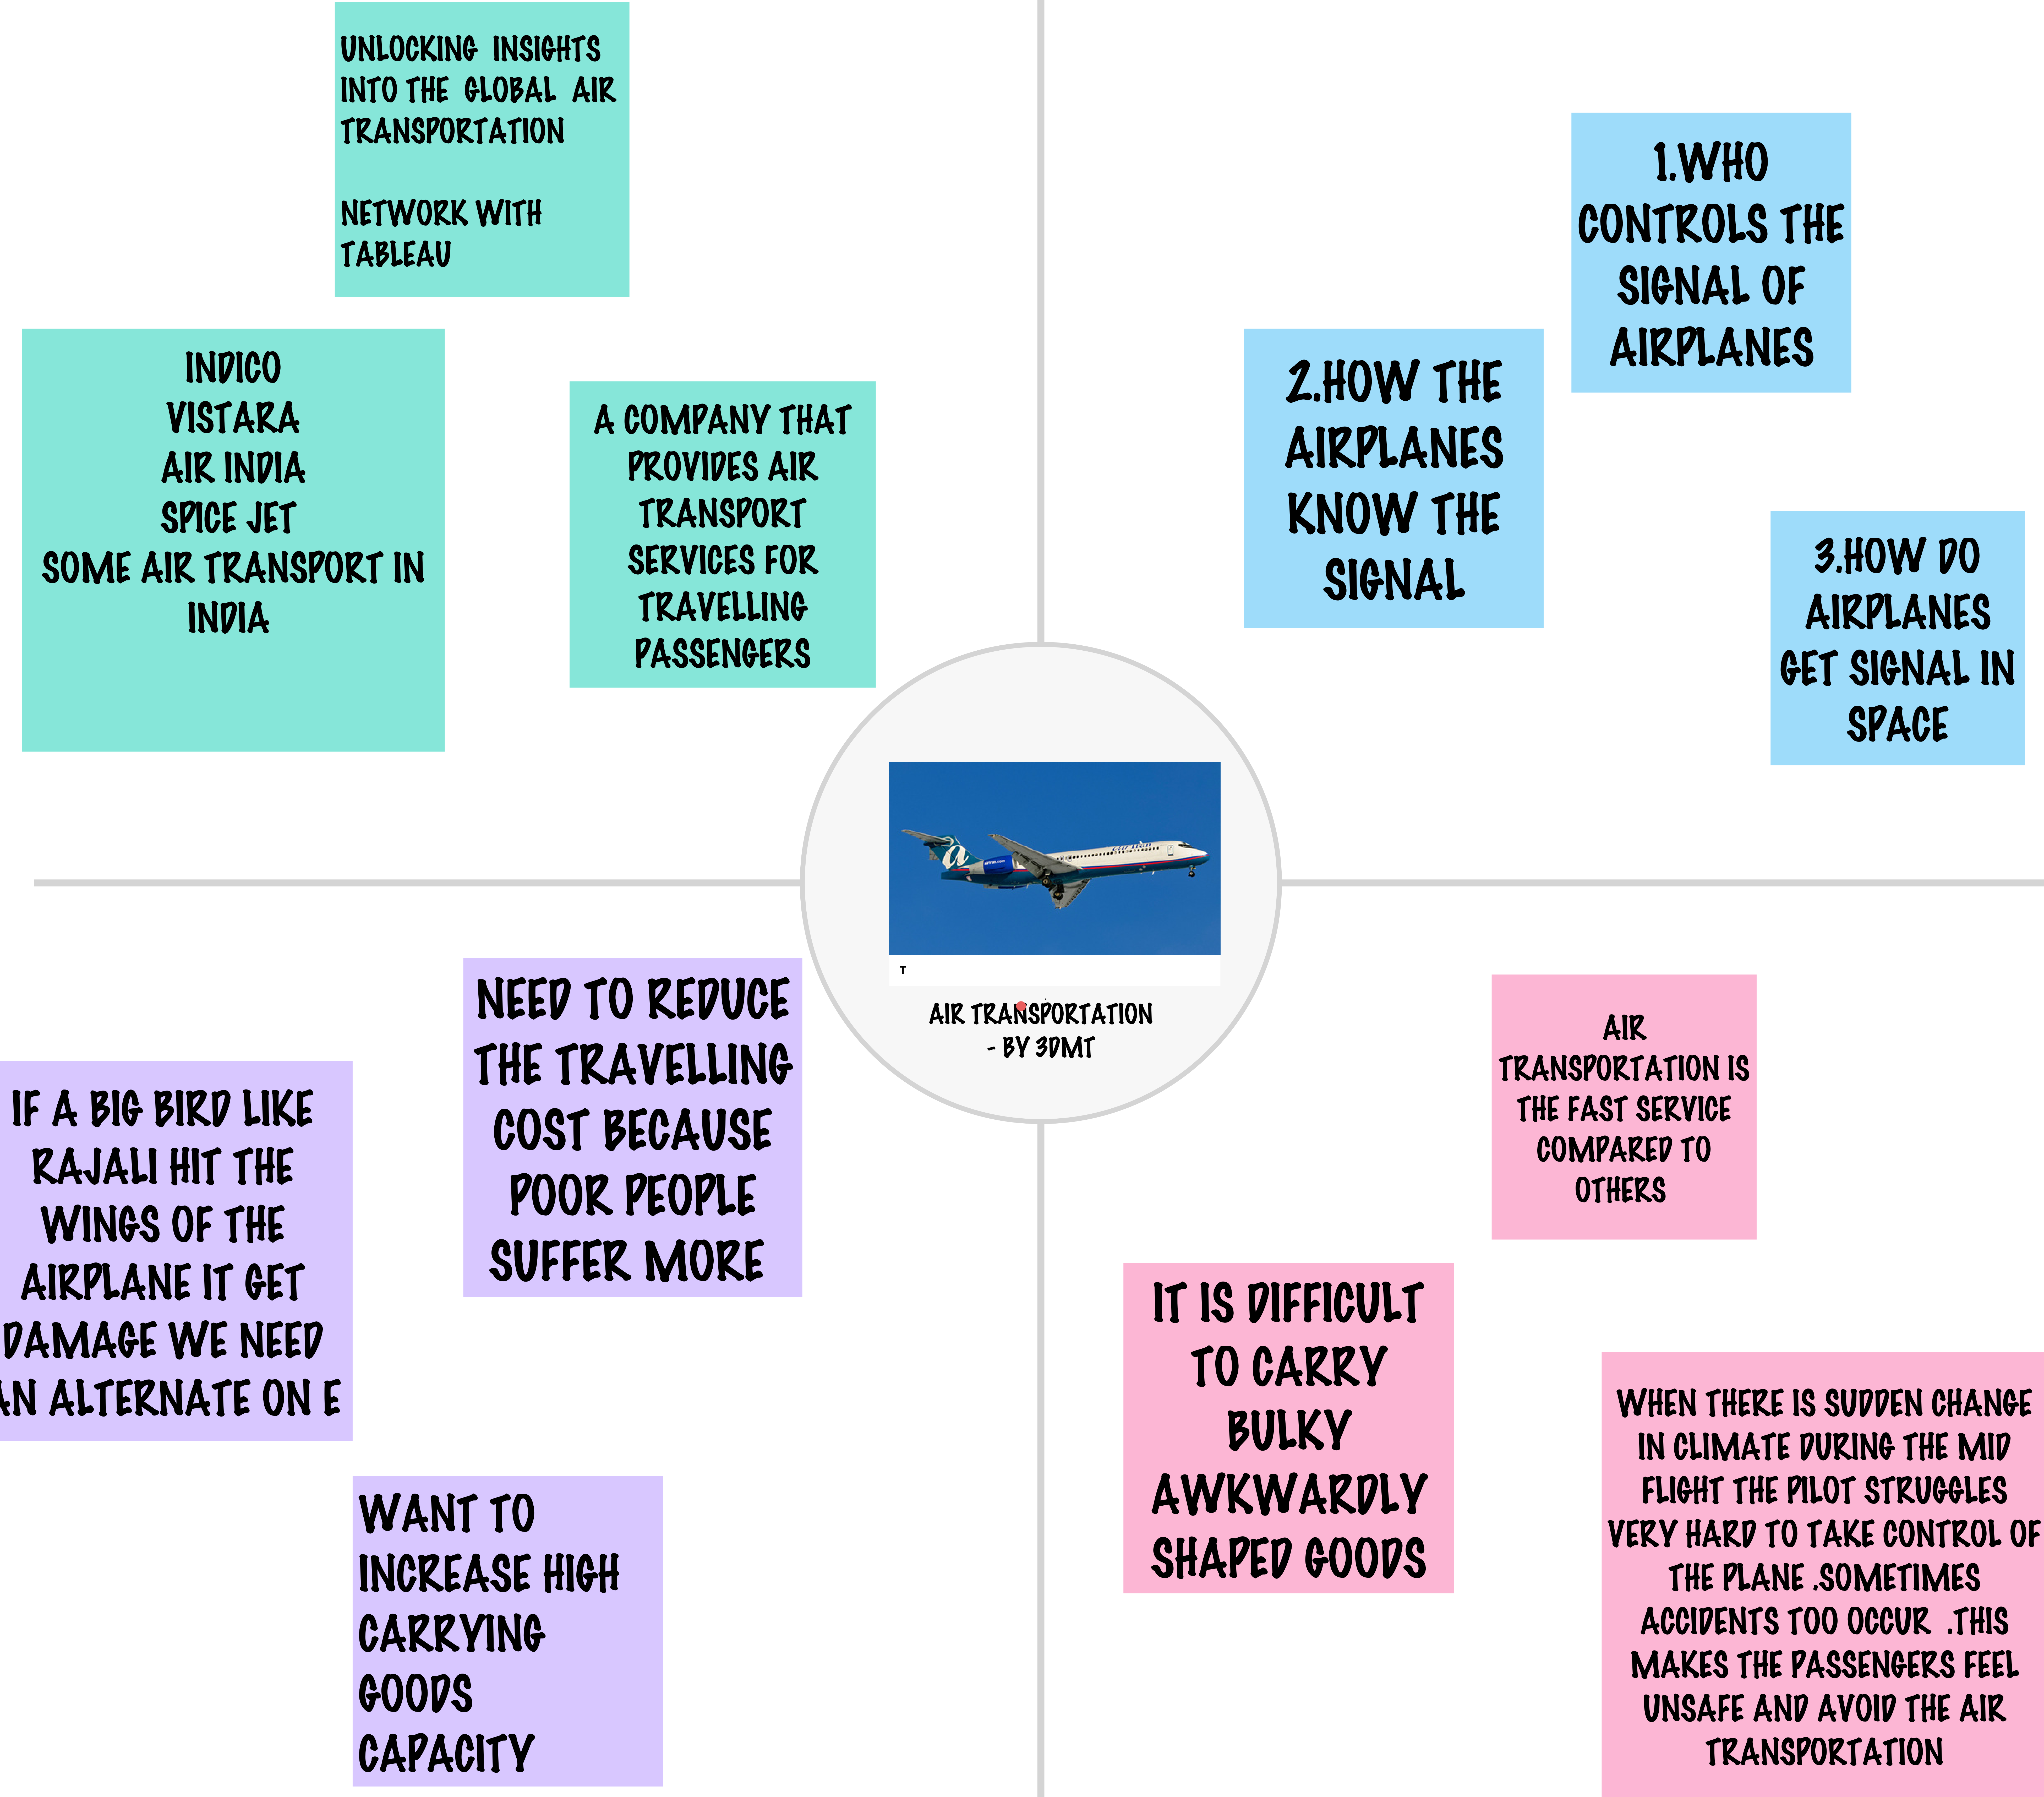 UNLOCKING INSIGHTS
INTO THE GLOBAL AIR
TRANSPORTATION
NETWORK WITH
TABLEAU
INDICO
VISTARA
AIR INDIA
SPICE JET
SOME AIR TRANSPORT IN
INDIA
A COMPANY THAT
PROVIDES AIR
TRANSPORT
SERVICES FOR
TRAVELLING
PASSENGERS
1.WHO
CONTROLS THE
SIGNAL OF
AIRPLANES
2.HOW THE
AIRPLANES
KNOW THE
SIGNAL
3.HOW DO
AIRPLANES
GET SIGNAL IN
SPACE
a
T
AIR TRANSPORTATION
- BY 3DMT
NEED TO REDUCE
THE TRAVELLING
COST BECAUSE
POOR PEOPLE
SUFFER MORE
IF A BIG BIRD LIKE
RAJALI HIT THE
WINGS OF THE
AIRPLANE IT GET
DAMAGE WE NEED
AN ALTERNATE ON E
WANT TO
INCREASE HIGH
CARRYING
GOODS
CAPACITY
AIR
TRANSPORTATION IS
THE FAST SERVICE
COMPARED TO
OTHERS
IT IS DIFFICULT
TO CARRY
BULKY
AWKWARDLY
SHAPED GOODS
WHEN THERE IS SUDDEN CHANGE
IN CLIMATE DURING THE MID
FLIGHT THE PILOT STRUGGLES
VERY HARD TO TAKE CONTROL OF
THE PLANE .SOMETIMES
ACCIDENTS TOO OCCUR .THIS
MAKES THE PASSENGERS FEEL
UNSAFE AND AVOID THE AIR
TRANSPORTATION